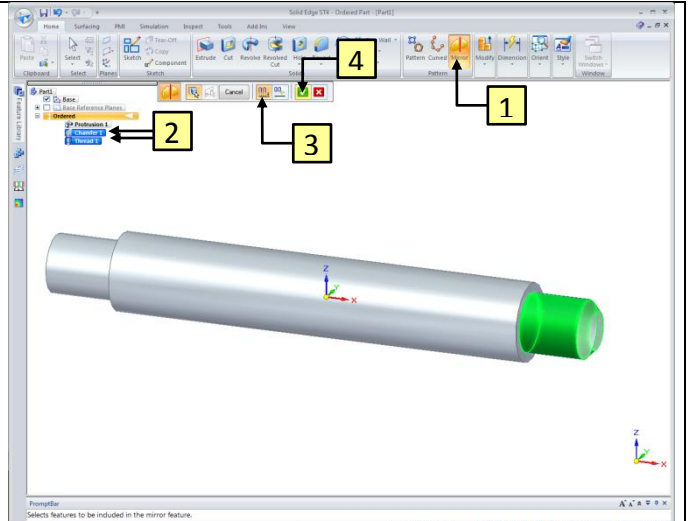 Solid Edge ST4 - Ordered Part - [Part1]
Home Surfacing PMI Simulation Inspect Tools Add Ins View
Tear-Off
Copy
Component
Paste Select Sketch Extrude Cut Revolve Revolved Cut Wall Pattern Curved Mirror Modify Dimension Orient Style Switch Windows
Clipboard Select Planes Sketch Pattern Window
4
1
Part1
Base
Base Reference Planes
Ordered
Protrusion 1
Chamfer 1
Thread 1
Cancel
2
3
Feature Library
Z
Y
X
Z
Y
X
PromptBar
Selects features to be included in the mirror feature.